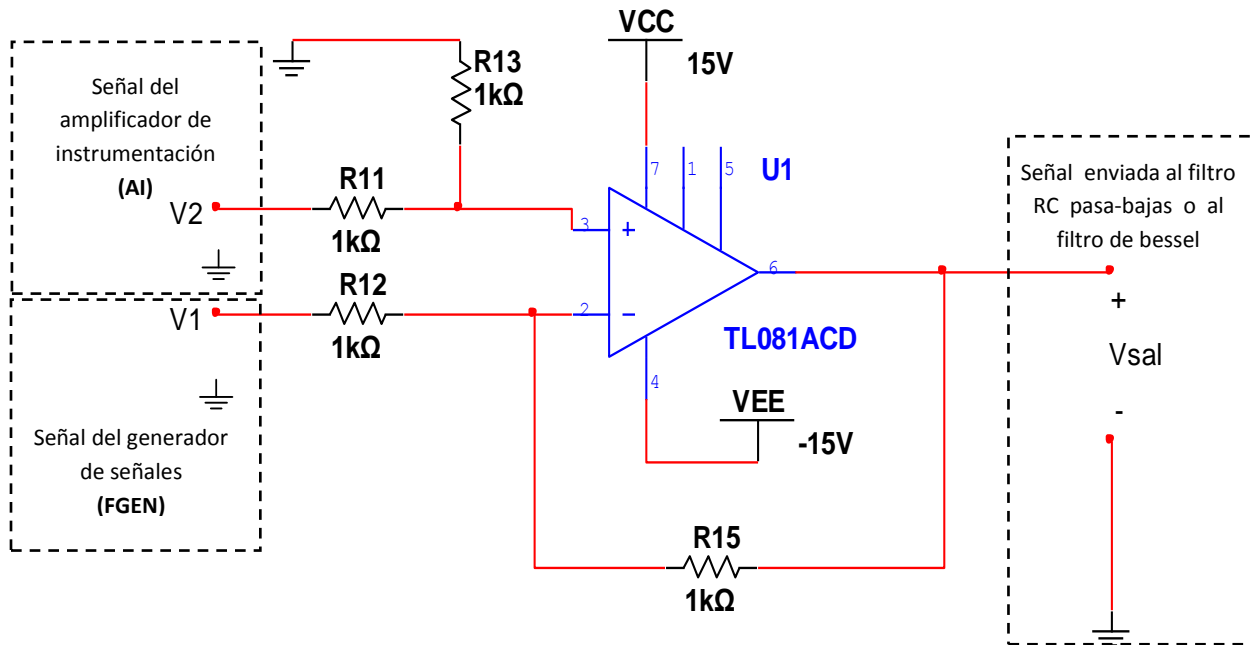 VCC
15V
R13
1kΩ
Señal del
amplificador de
instrumentación
(AI)
V2
R11
1kΩ
7
1
5
U1
3
+
Señal enviada al filtro
RC pasa-bajas o al
filtro de bessel
R12
1kΩ
V1
2
−
6
TL081ACD
4
+
Vsal
-
VEE
-15V
Señal del generador
de señales
(FGEN)
R15
1kΩ